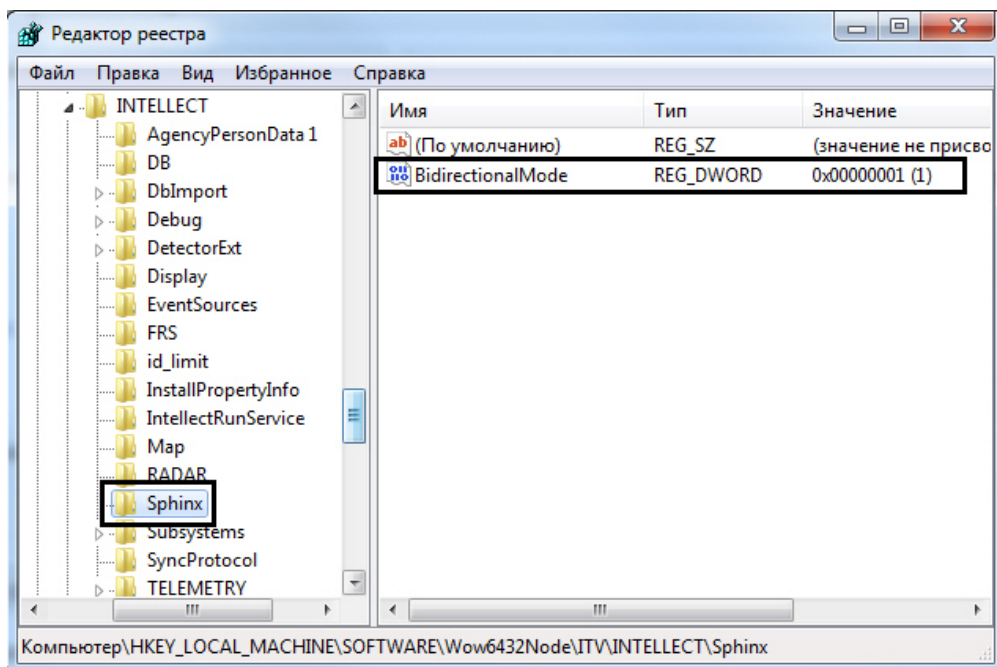 Редактор реестра
Файл Правка Вид Избранное Справка
INTELLECT
AgencyPersonData 1
DB
DbImport
Debug
DetectorExt
Display
EventSources
FRS
id_limit
InstallPropertyInfo
IntellectRunService
Map
RADAR
Sphinx
Subsystems
SyncProtocol
TELEMETRY
Имя Тип Значение
(По умолчанию) REG_SZ (значение не присво
BidirectionalMode REG_DWORD 0x00000001 (1)
Компьютер\HKEY_LOCAL_MACHINE\SOFTWARE\Wow6432Node\ITV\INTELLECT\Sphinx